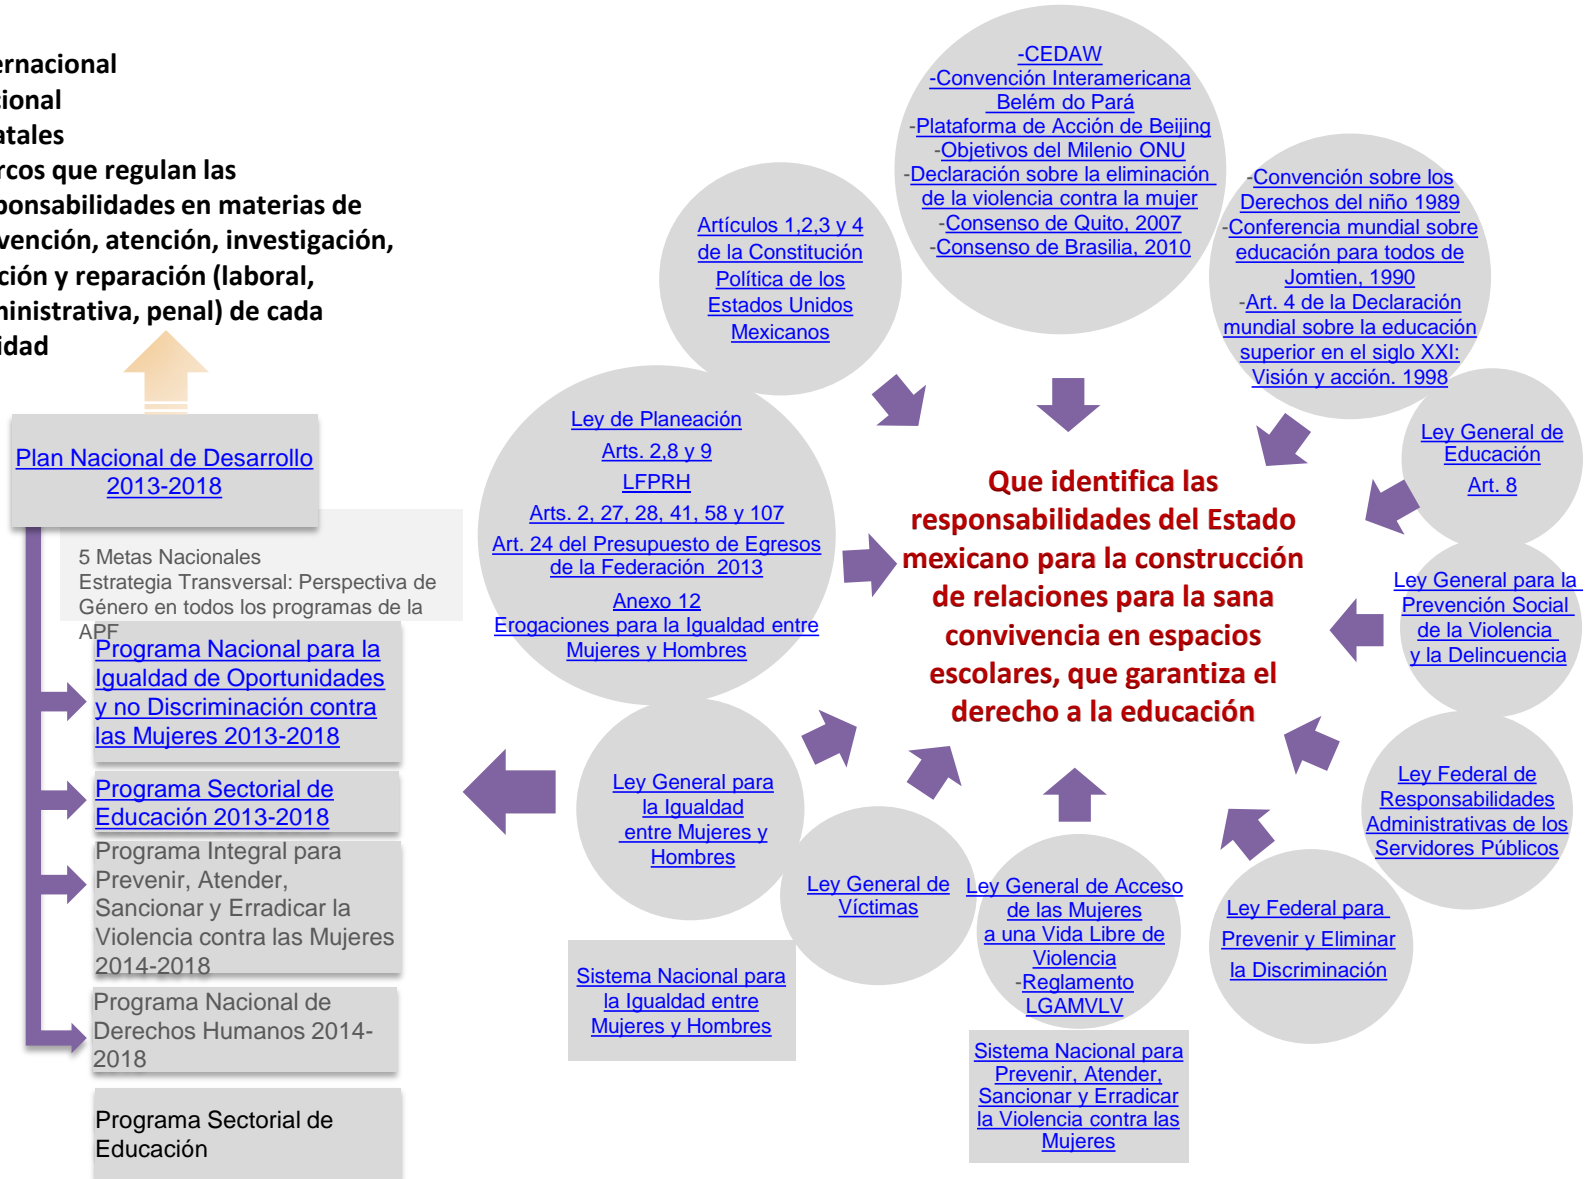 ernacional
cional
atales
rcos que regulan las
ponsabilidades en materias de
vención, atención, investigación,
ción y reparación (laboral,
ministrativa, penal) de cada
idad
Plan Nacional de Desarrollo
2013-2018
5 Metas Nacionales
Estrategia Transversal: Perspectiva de
Género en todos los programas de la
APF
Programa Nacional para la
Igualdad de Oportunidades
y no Discriminación contra
las Mujeres 2013-2018
Programa Sectorial de
Educación 2013-2018
Programa Integral para
Prevenir, Atender,
Sancionar y Erradicar la
Violencia contra las Mujeres
2014-2018
Programa Nacional de
Derechos Humanos 2014-
2018
Programa Sectorial de
Educación
-CEDAW
-Convención Interamericana
Belém do Pará
-Plataforma de Acción de Beijing
-Objetivos del Milenio ONU
-Declaración sobre la eliminación
de la violencia contra la mujer
-Consenso de Quito, 2007
-Consenso de Brasilia, 2010
-Convención sobre los
Derechos del niño 1989
-Conferencia mundial sobre
educación para todos de
Jomtien, 1990
-Art. 4 de la Declaración
mundial sobre la educación
superior en el siglo XXI:
Visión y acción. 1998
Artículos 1,2,3 y 4
de la Constitución
Política de los
Estados Unidos
Mexicanos
Ley de Planeación
Arts. 2,8 y 9
LFPRH
Arts. 2, 27, 28, 41, 58 y 107
Art. 24 del Presupuesto de Egresos
de la Federación 2013
Anexo 12
Erogaciones para la Igualdad entre
Mujeres y Hombres
Que identifica las
responsabilidades del Estado
mexicano para la construcción
de relaciones para la sana
convivencia en espacios
escolares, que garantiza el
derecho a la educación
Ley General de
Educación
Art. 8
Ley General para la
Prevención Social
de la Violencia
y la Delincuencia
Ley Federal de
Responsabilidades
Administrativas de los
Servidores Públicos
Ley Federal para
Prevenir y Eliminar
la Discriminación
Ley General de Acceso
de las Mujeres
a una Vida Libre de
Violencia
-Reglamento
LGAMVLV
Sistema Nacional para
Prevenir, Atender,
Sancionar y Erradicar
la Violencia contra las
Mujeres
Ley General de
Víctimas
Ley General para
la Igualdad
entre Mujeres y
Hombres
Sistema Nacional para
la Igualdad entre
Mujeres y Hombres